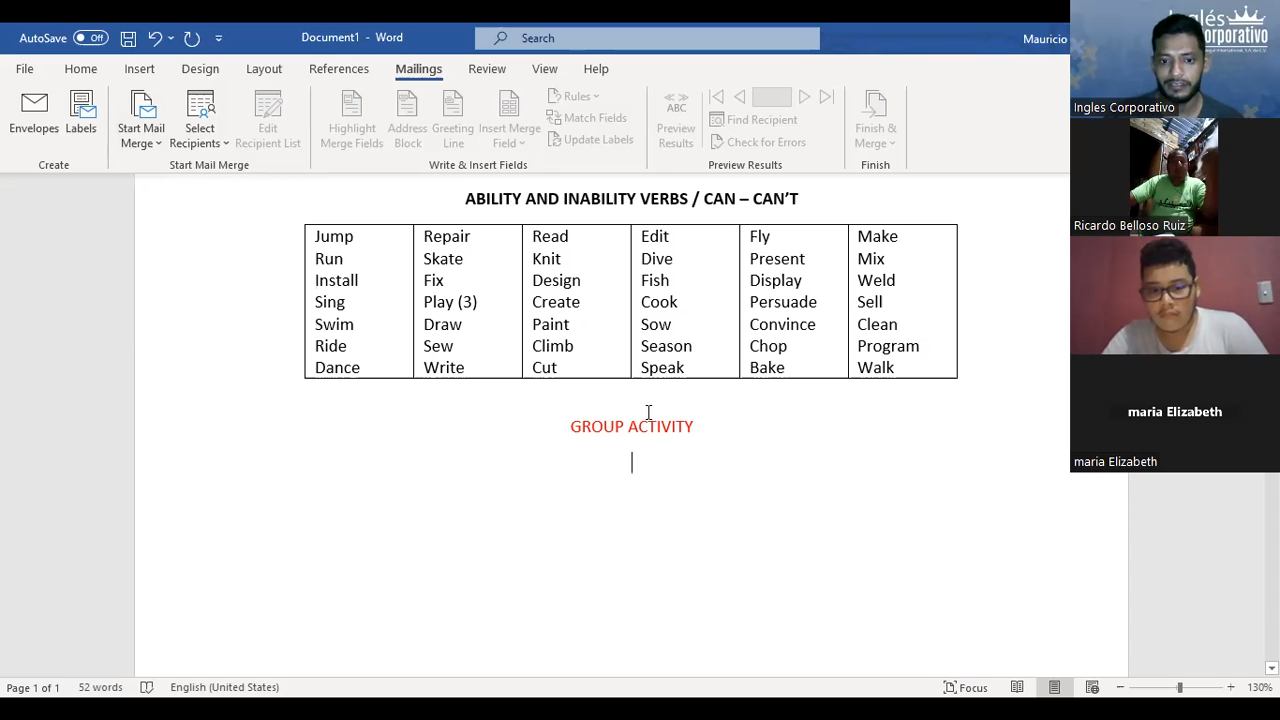 AutoSave Off
Document1 - Word
Search
Mauricio
File Home Insert Design Layout References Mailings Review View Help
Envelopes Labels
Create
Start Mail Merge
Select Recipients
Edit Recipient List
Start Mail Merge
Highlight Merge Fields
Address Block
Greeting Line
Insert Merge Field
Rules
Match Fields
Update Labels
Write & Insert Fields
ABC
Preview Results
Find Recipient
Check for Errors
Preview Results
Finish & Merge
Finish
ABILITY AND INABILITY VERBS / CAN – CAN'T
Jump Repair Read Edit Fly Make
Run Skate Knit Dive Present Mix
Install Fix Design Fish Display Weld
Sing Play (3) Create Cook Persuade Sell
Swim Draw Paint Sow Convince Clean
Ride Sew Climb Season Chop Program
Dance Write Cut Speak Bake Walk
GROUP ACTIVITY
Inglés
Corporativo
Ingles Corporativo
Ricardo Belloso Ruiz
maria Elizabeth
maria Elizabeth
Page 1 of 1 52 words English (United States)
Focus
130%